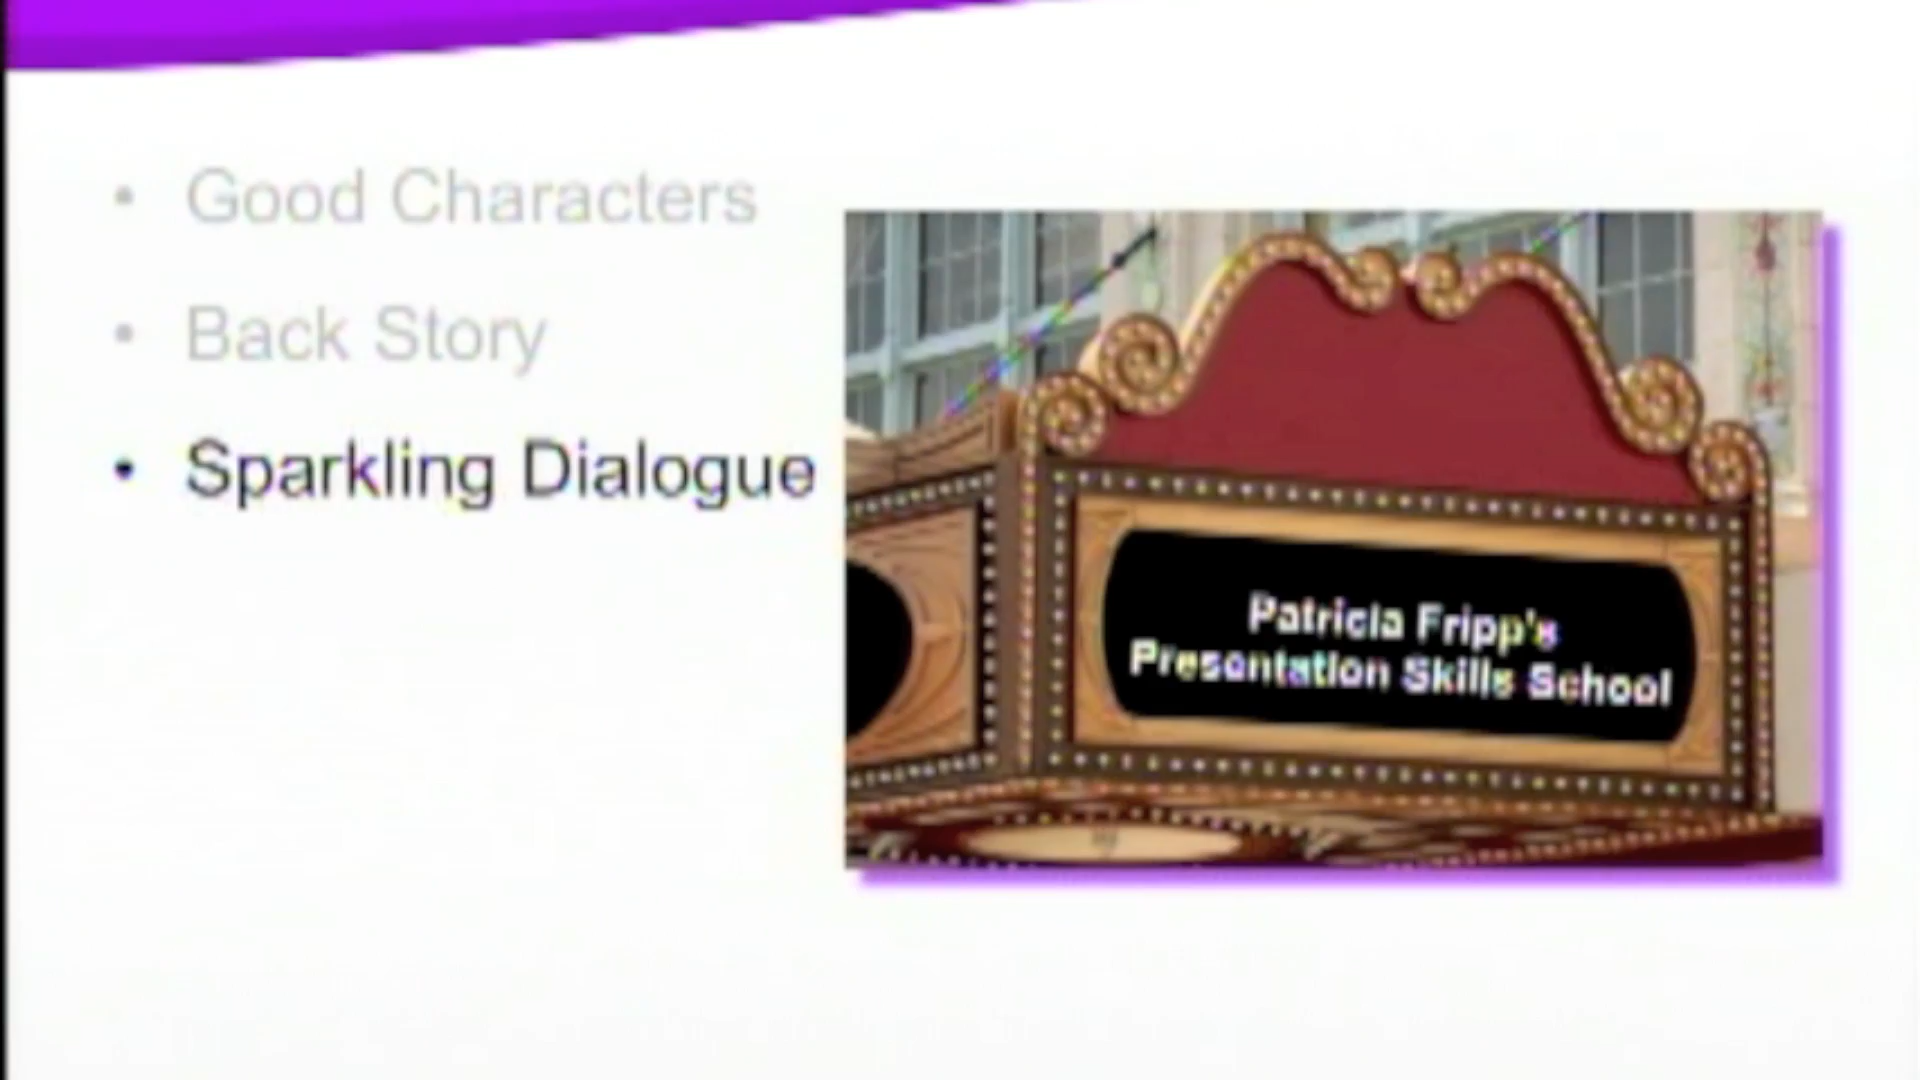 • Good Characters
• Back Story
• Sparkling Dialogue
Patricia Fripp's
Presentation Skills School